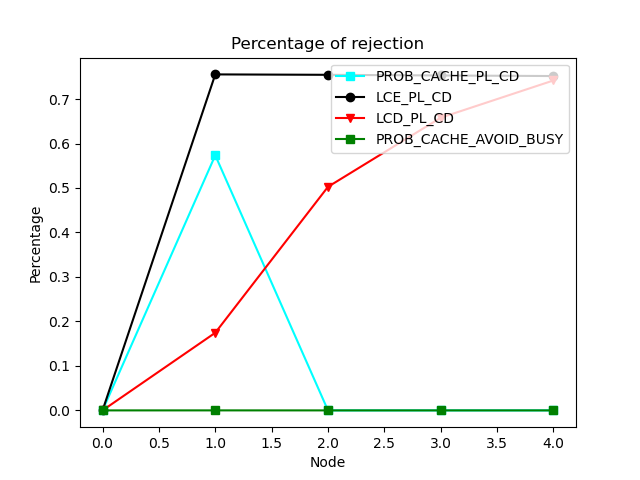 Percentage of rejection
PROB_CACHE_PL_CD
LCE_PL_CD
LCD_PL_CD
PROB_CACHE_AVOID_BUSY
Percentage
0.7
0.6
0.5
0.4
0.3
0.2
0.1
0.0
0.0 0.5 1.0 1.5 2.0 2.5 3.0 3.5 4.0
Node